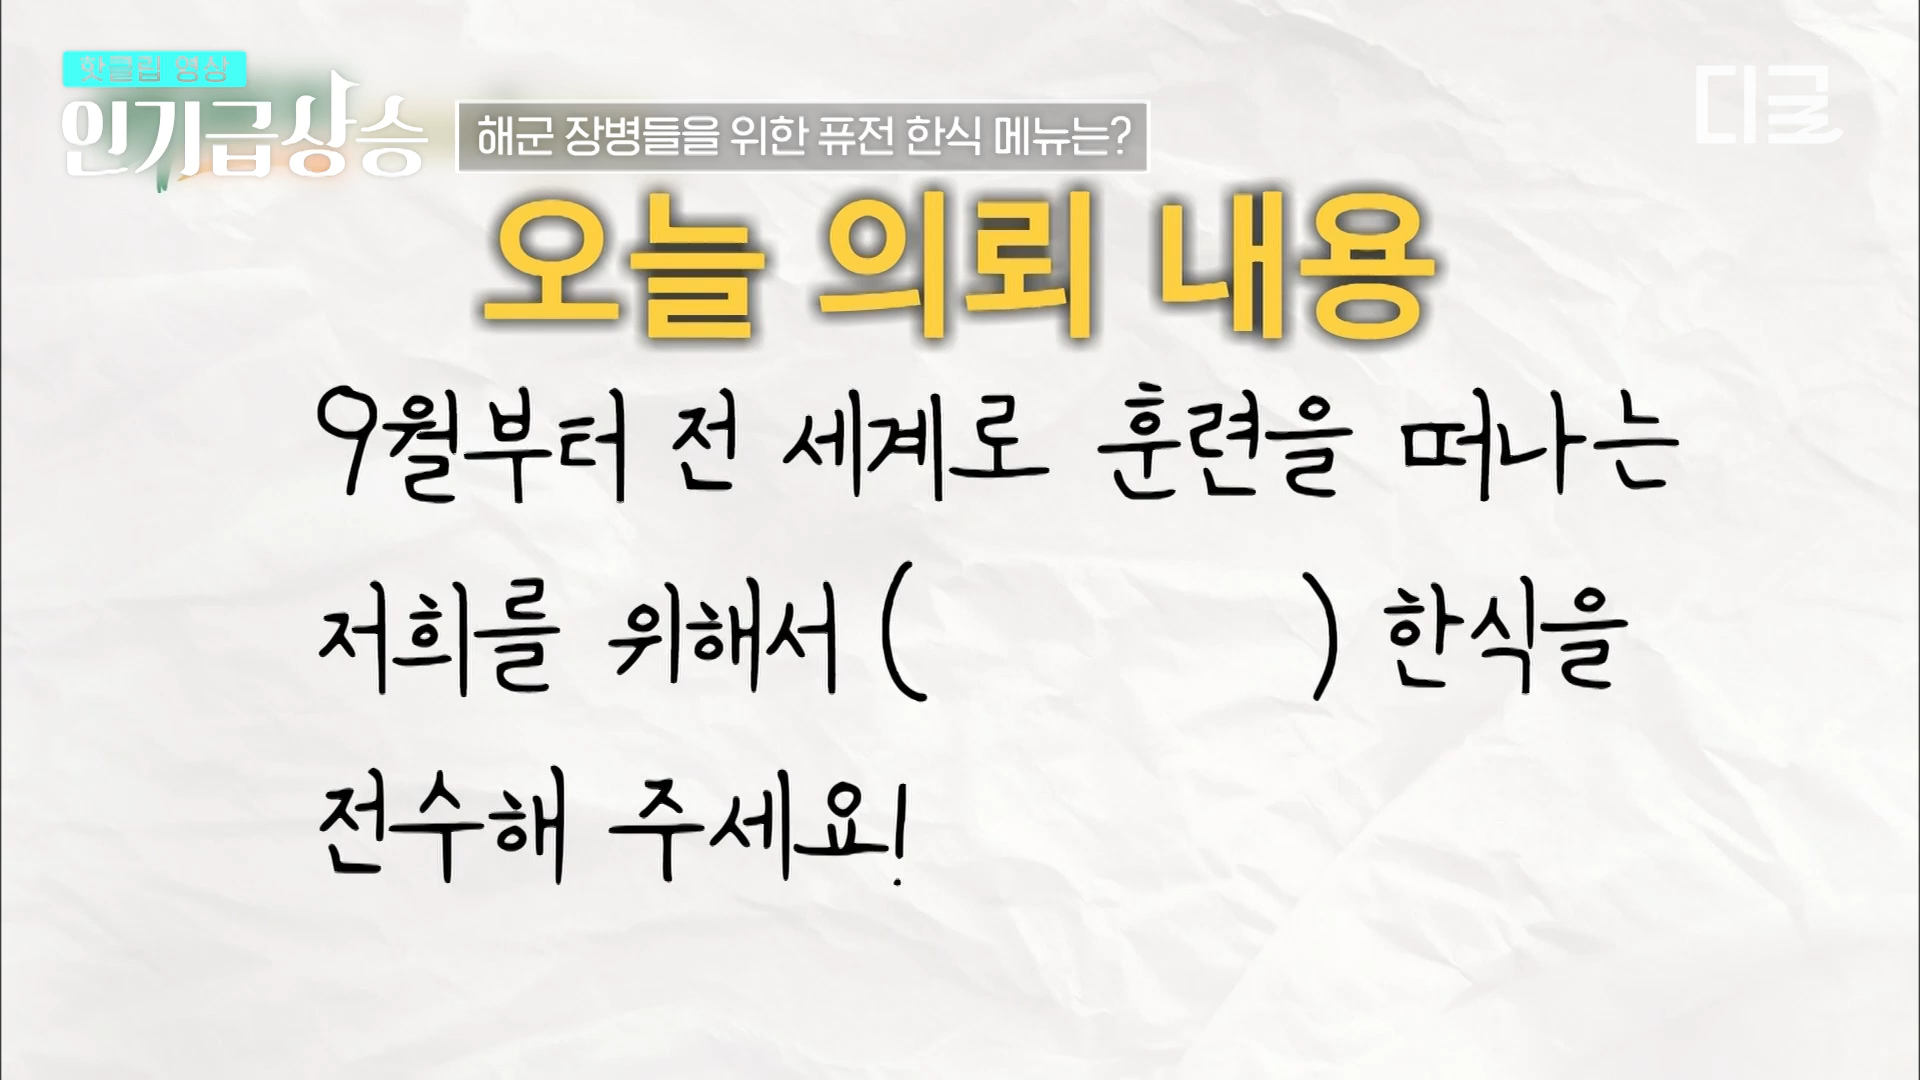 핫클립 영상
인기급상승
해군 장병들을 위한 퓨전 한식 메뉴는?
디글
오늘 의뢰 내용
9월부터 전 세계로 훈련을 떠나는
저희를 위해서 ( ) 한식을
전수해 주세요!